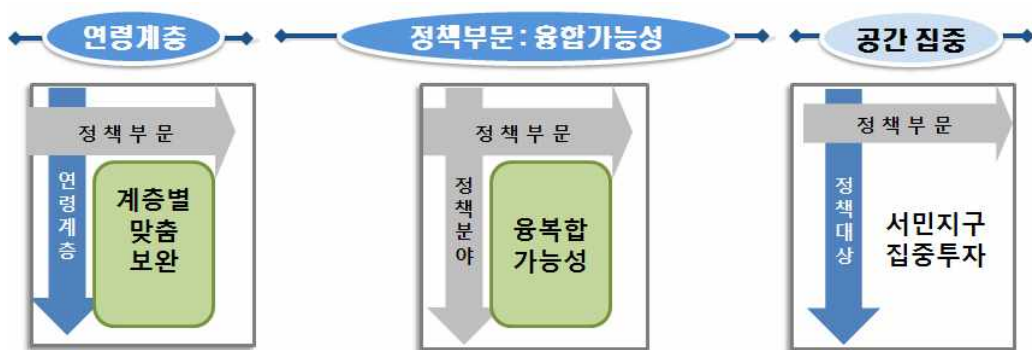 연령계층
정책부문 : 융합가능성
공간 집중
정 책 부 문
연령계층
계층별
맞춤
보완
정 책 부 문
정책분야
융복합
가능성
정 책 부 문
정책대상
서민지구
집중투자